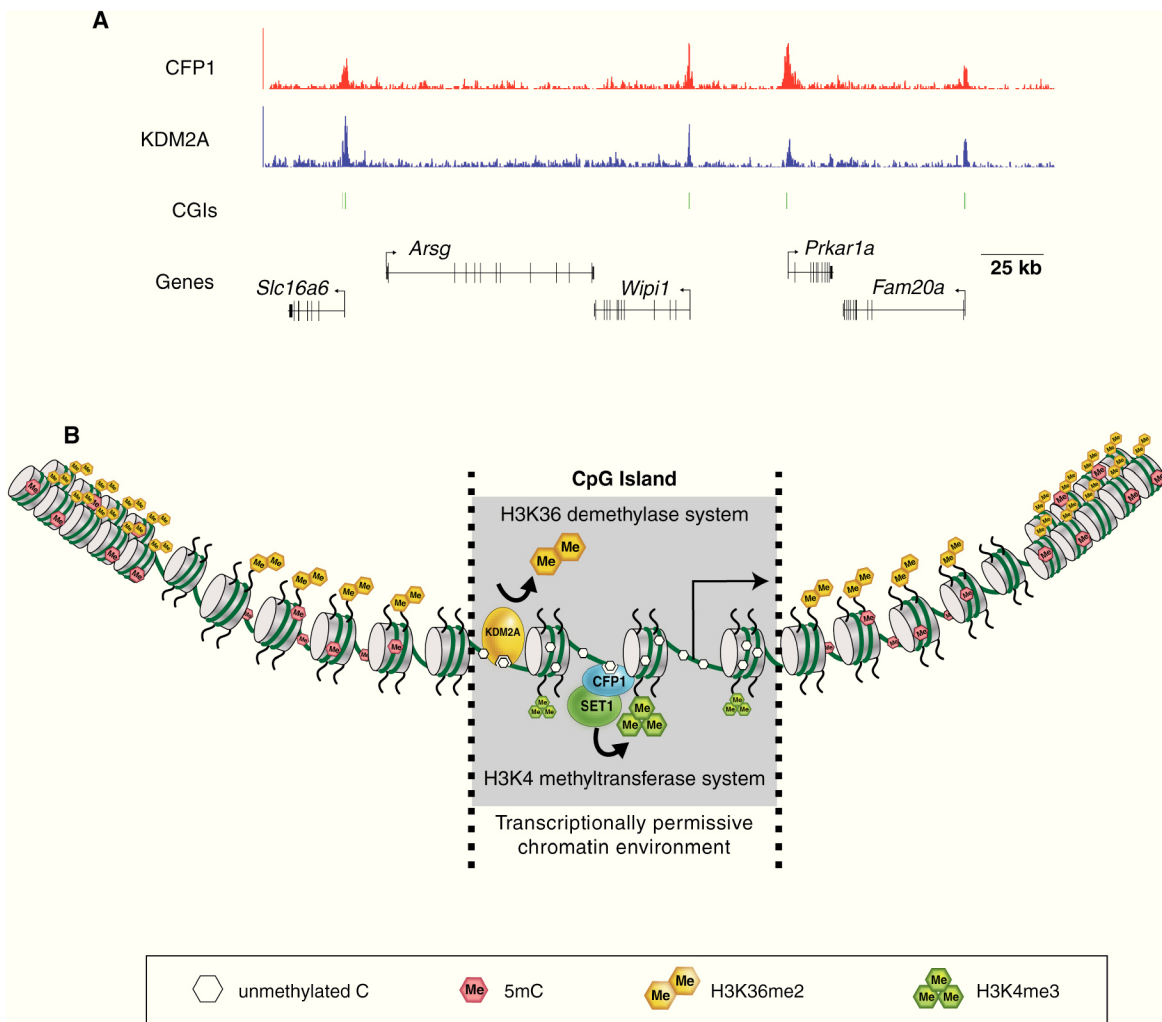 A
CFP1
KDM2A
CGIs
Genes
Arsg
Prkar1a
25 kb
Slc16a6
Wipi1
Fam20a
B
CpG Island
H3K36 demethylase system
Me Me
KDM2A
CFP1
SET1
Me
Me Me
H3K4 methyltransferase system
Transcriptionally permissive
chromatin environment
unmethylated C
Me 5mC
Me Me H3K36me2
Me Me Me H3K4me3